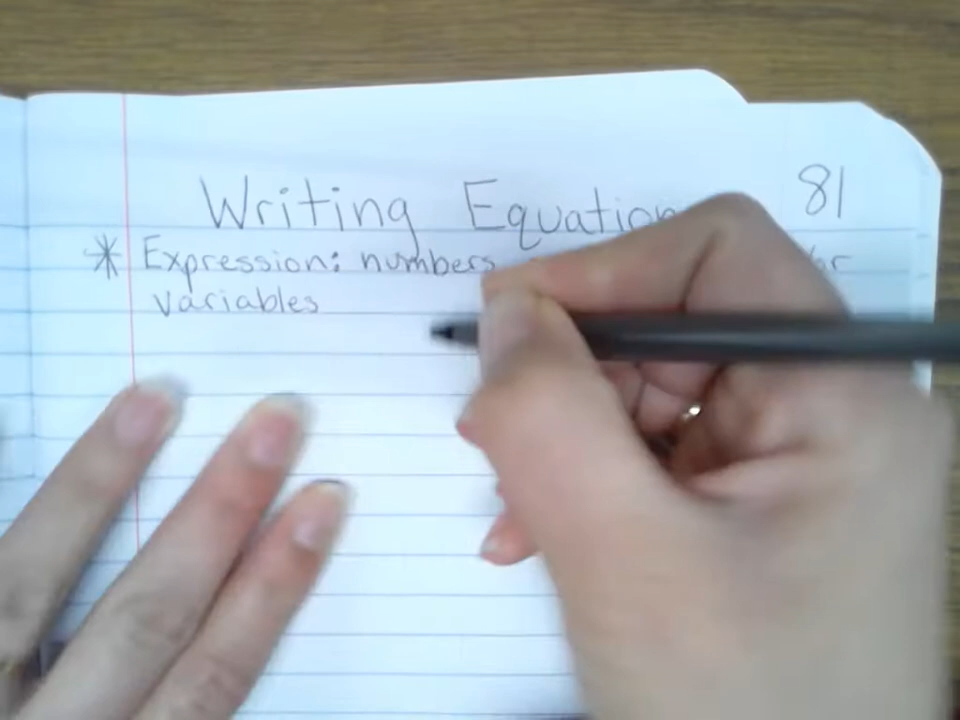 Writing Equation
81
* Expression: numbers
variables